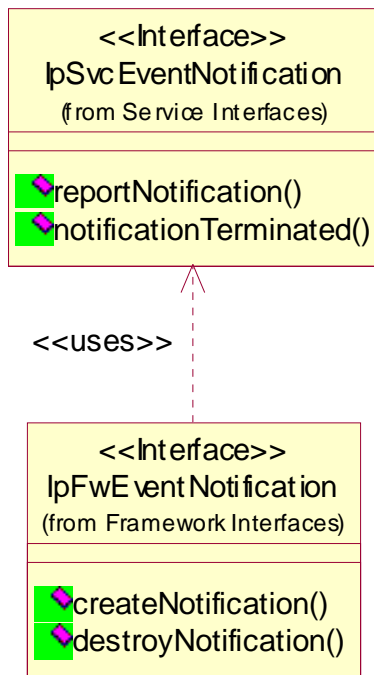 <<Interface>>
IpSvcEventNotification
(from Service Interfaces)
reportNotification()
notificationTerminated()
<<uses>>
<<Interface>>
IpFwEventNotification
(from Framework Interfaces)
createNotification()
destroyNotification()